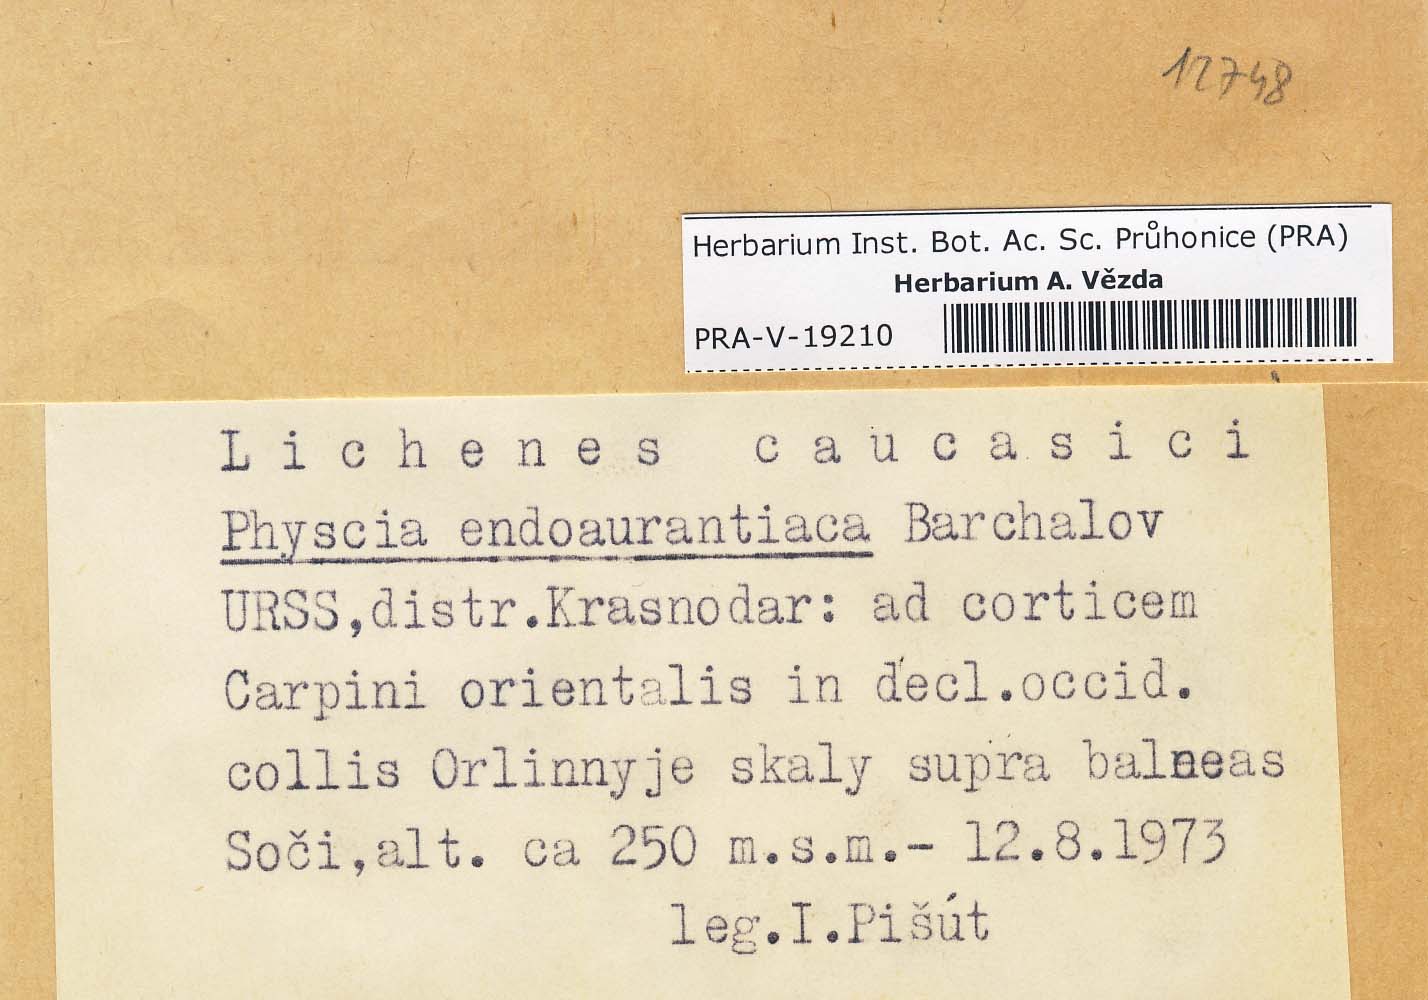 12748
Herbarium Inst. Bot. Ac. Sc. Průhonice (PRA)
Herbarium A. Vězda
PRA-V-19210
Lichenes caucasici
Physcia endoaurantiaca Barchalov
URSS,distr.Krasnodar: ad corticem
Carpini orientalis in decl.occid.
collis Orlinnyje skaly supra balneas
Soči,alt. ca 250 m.s.m.- 12.8.1973
leg.I.Pišút